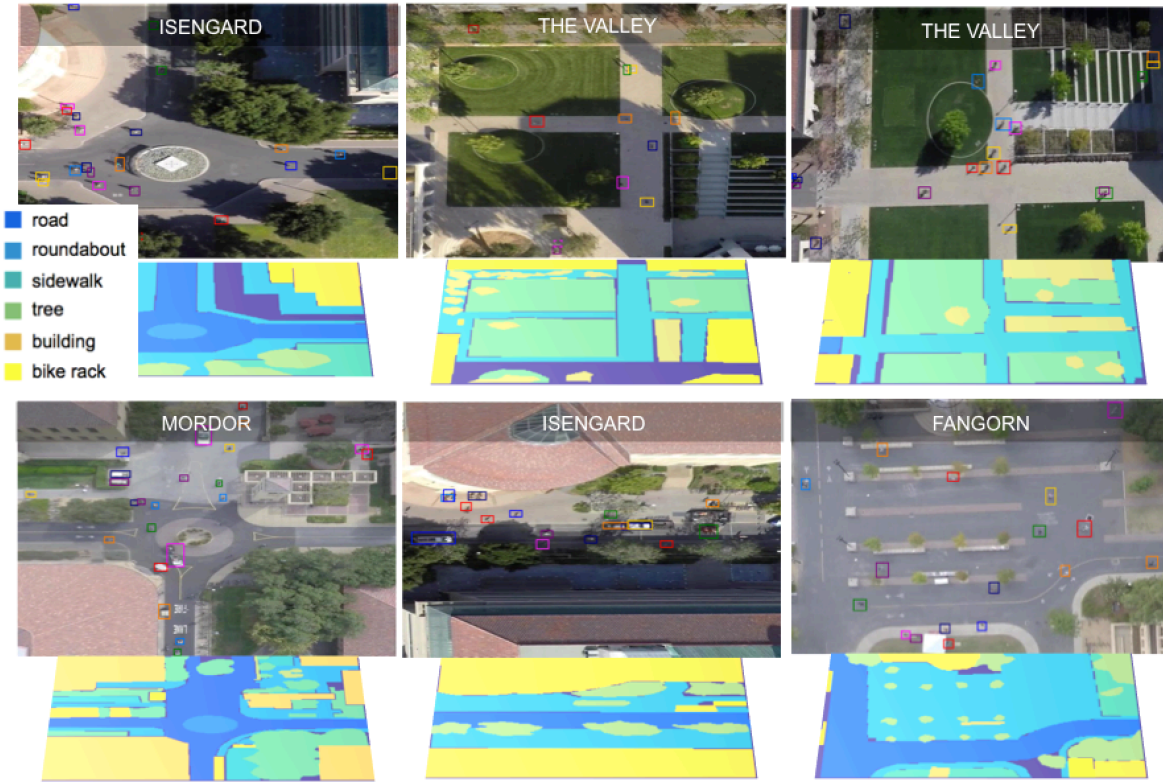 ISENGARD
THE VALLEY
THE VALLEY
road
roundabout
sidewalk
tree
building
bike rack
MORDOR
ISENGARD
FANGORN